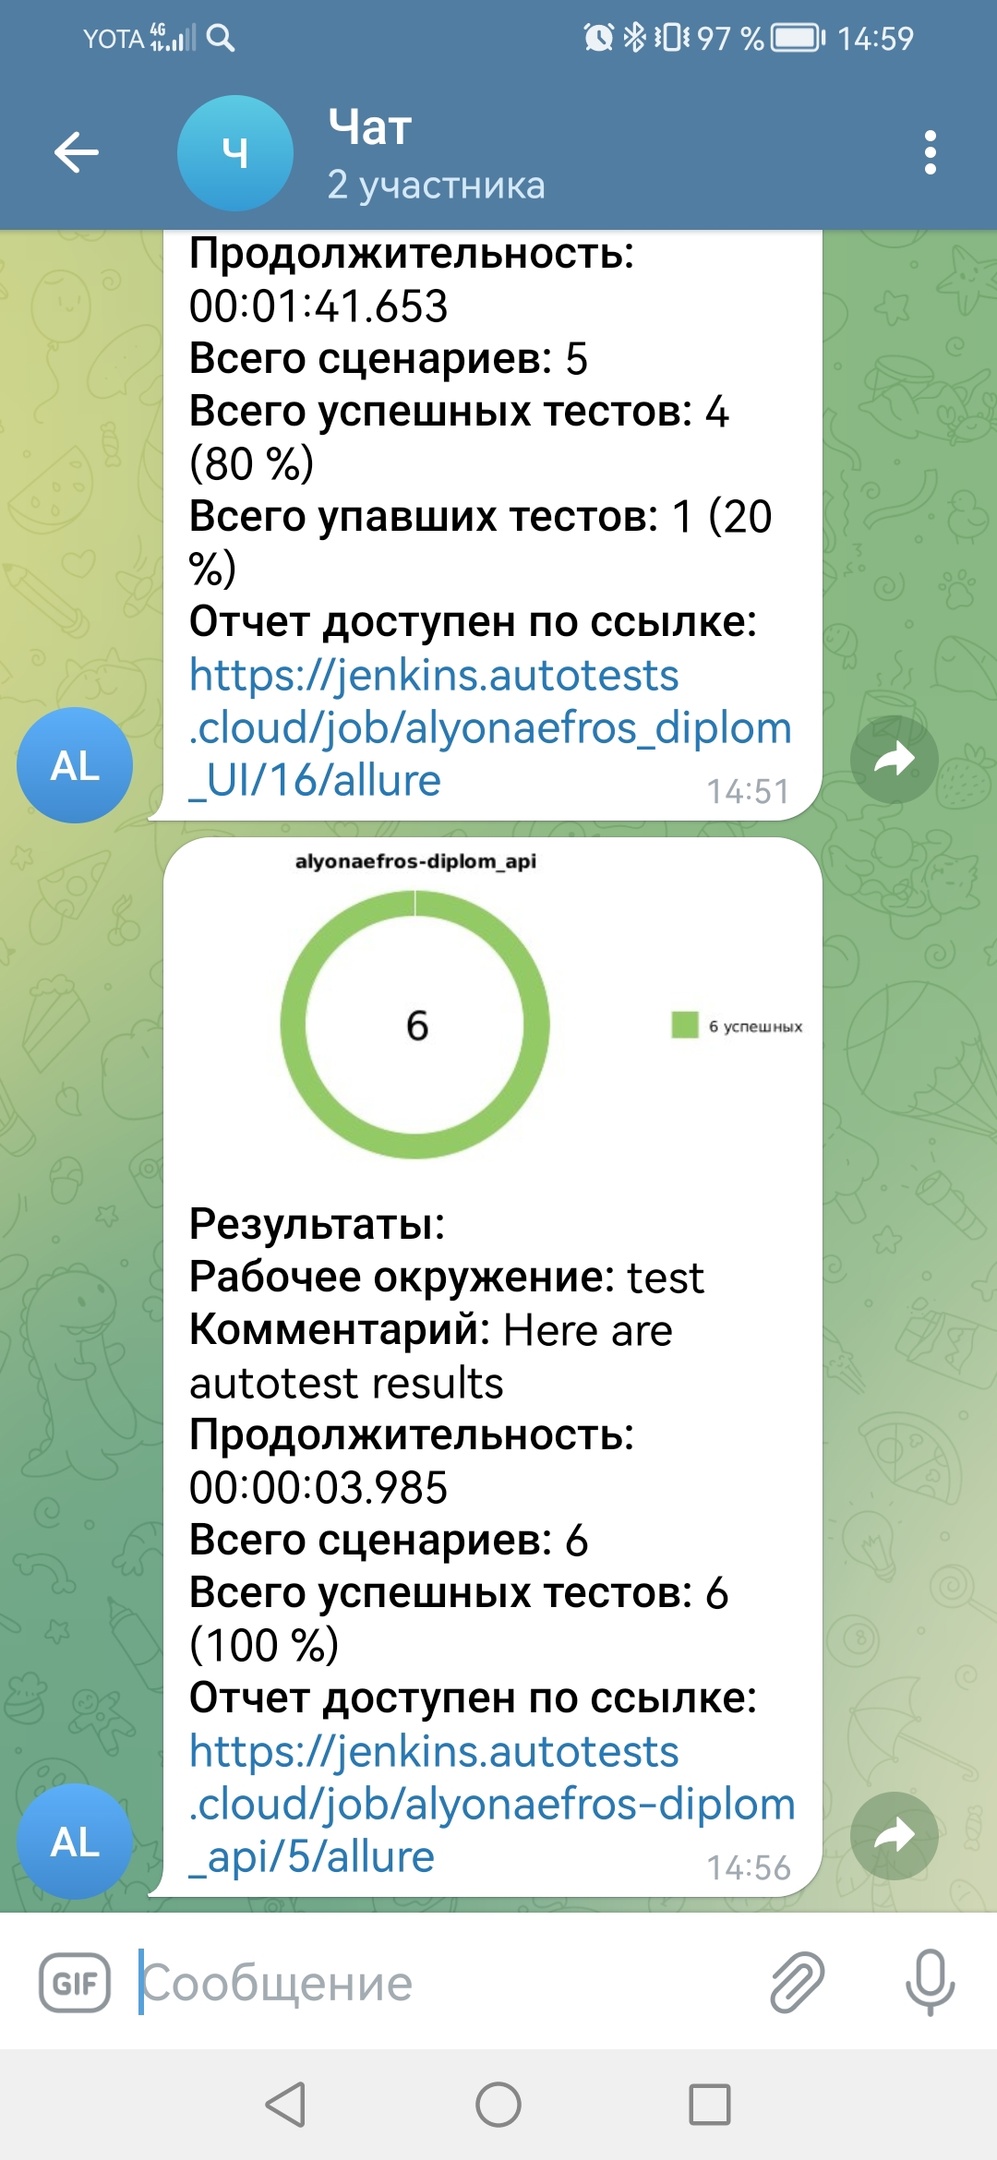 YOTA 4G 97 % 14:59
Ч
Чат
2 участника
Продолжительность:
00:01:41.653
Всего сценариев: 5
Всего успешных тестов: 4
(80 %)
Всего упавших тестов: 1 (20
%)
Отчет доступен по ссылке:
https://jenkins.autotests
.cloud/job/alyonaefros_diplom
_UI/16/allure
14:51
AL
alyonaefros-diplom_api
6
6 успешных
Результаты:
Рабочее окружение: test
Комментарий: Here are
autotest results
Продолжительность:
00:00:03.985
Всего сценариев: 6
Всего успешных тестов: 6
(100 %)
Отчет доступен по ссылке:
https://jenkins.autotests
.cloud/job/alyonaefros-diplom
_api/5/allure
14:56
AL
GIF
Сообщение